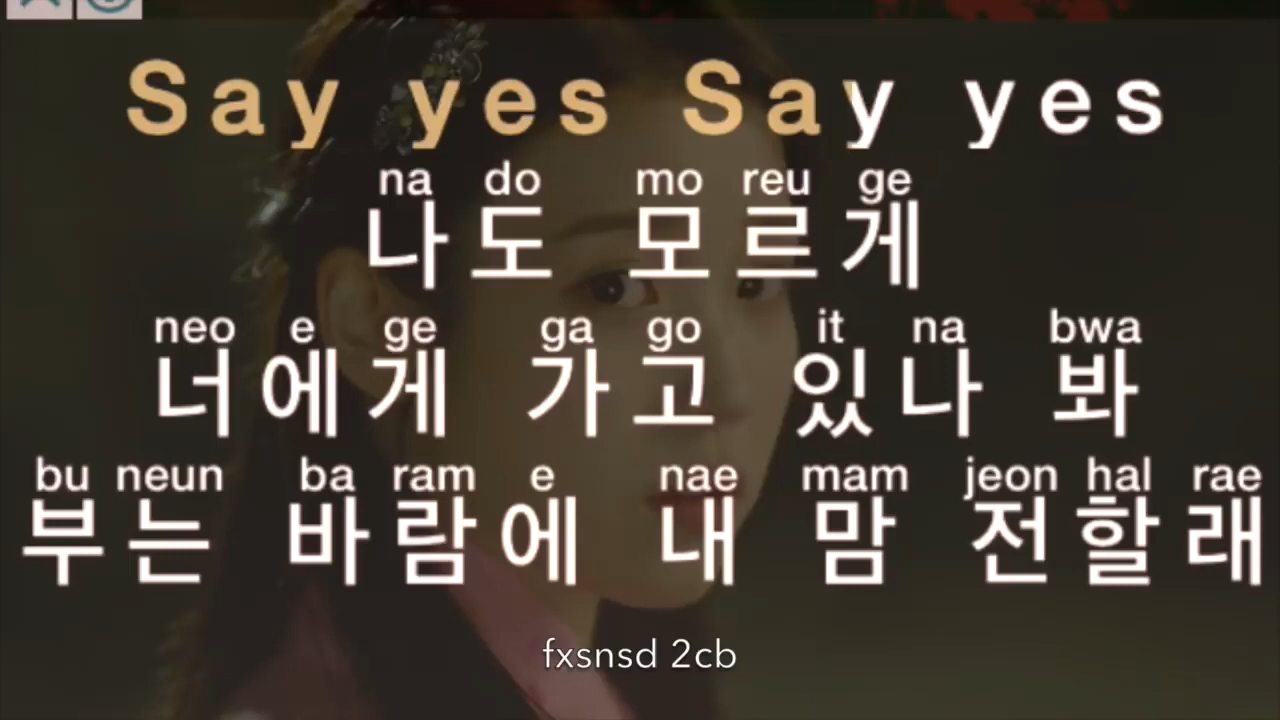 Say yes Say yes
na do mo reu ge
나도 모르게
neo e ge ga go it na bwa
너에게 가고 있나 봐
bu neun ba ram e nae mam jeon hal rae
부는 바람에 내 맘 전할래
fxsnsd 2cb